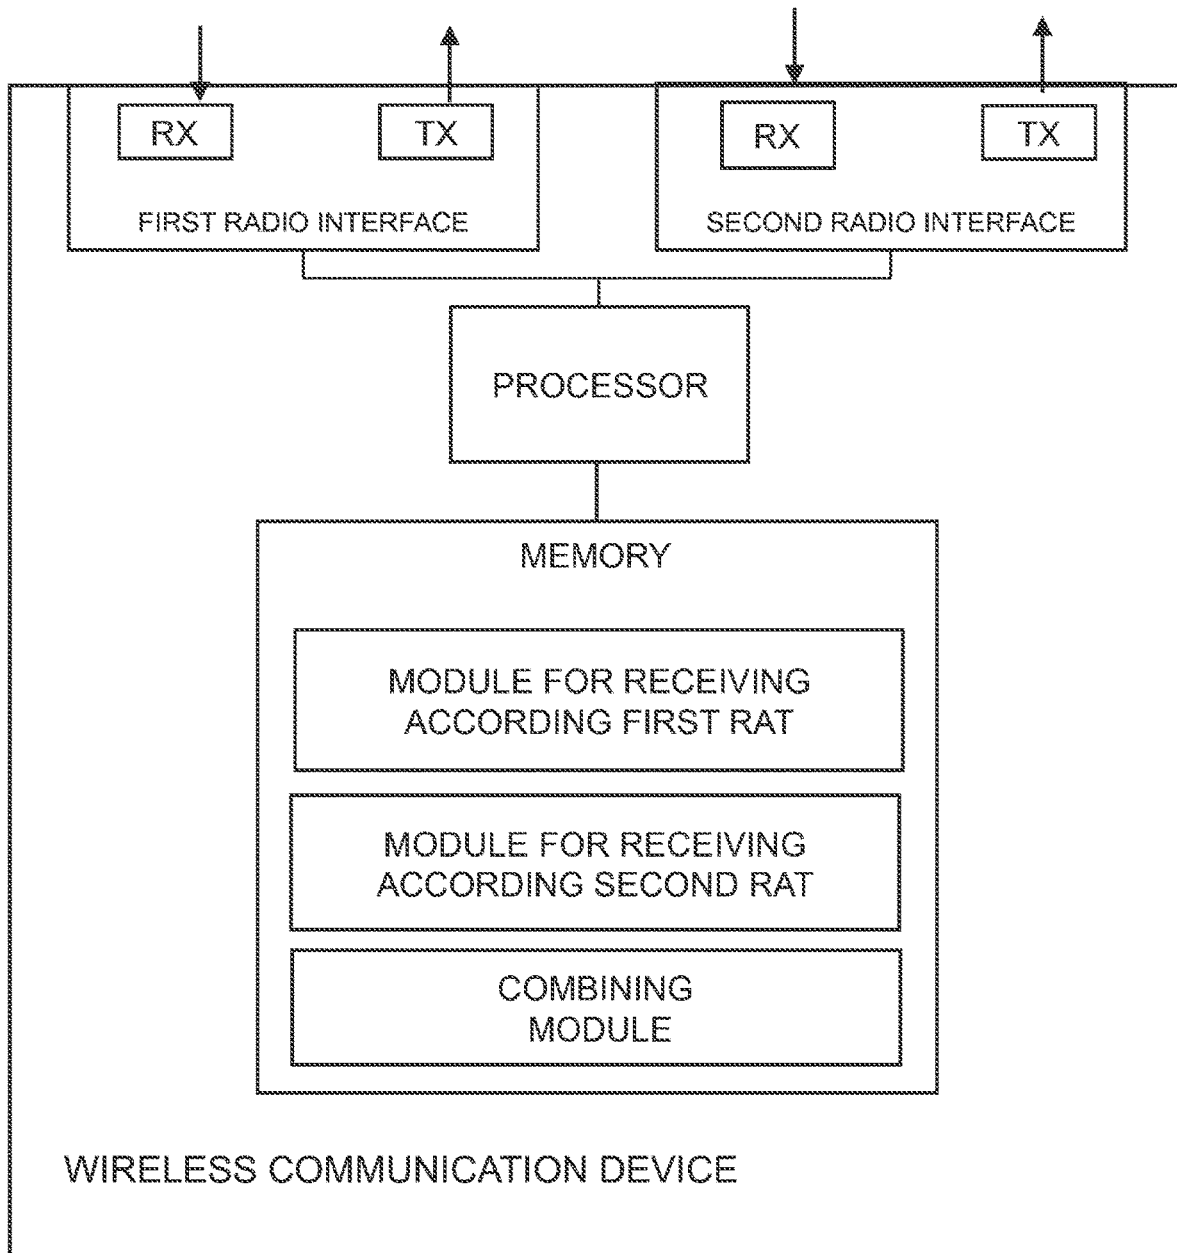 RX
TX
FIRST RADIO INTERFACE
RX
TX
SECOND RADIO INTERFACE
PROCESSOR
MEMORY
MODULE FOR RECEIVING
ACCORDING FIRST RAT
MODULE FOR RECEIVING
ACCORDING SECOND RAT
COMBINING
MODULE
WIRELESS COMMUNICATION DEVICE